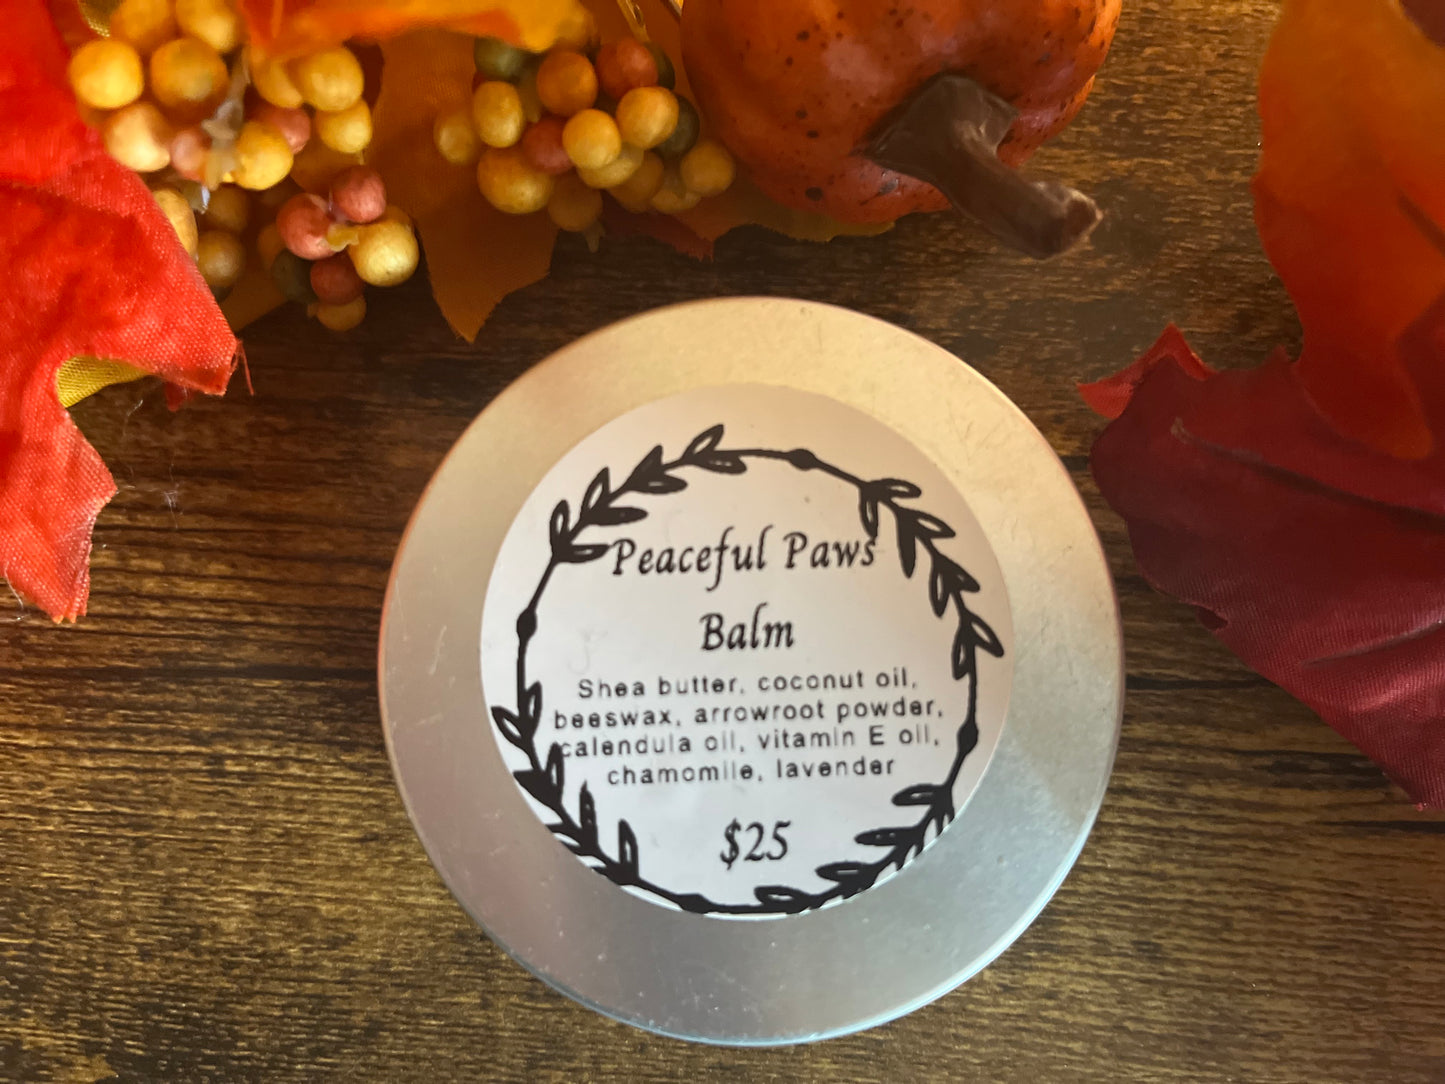 Peaceful Paws
Balm
Shea butter, coconut oil,
beeswax, arrowroot powder,
calendula oil, vitamin E oil,
chamomile, lavender
$25